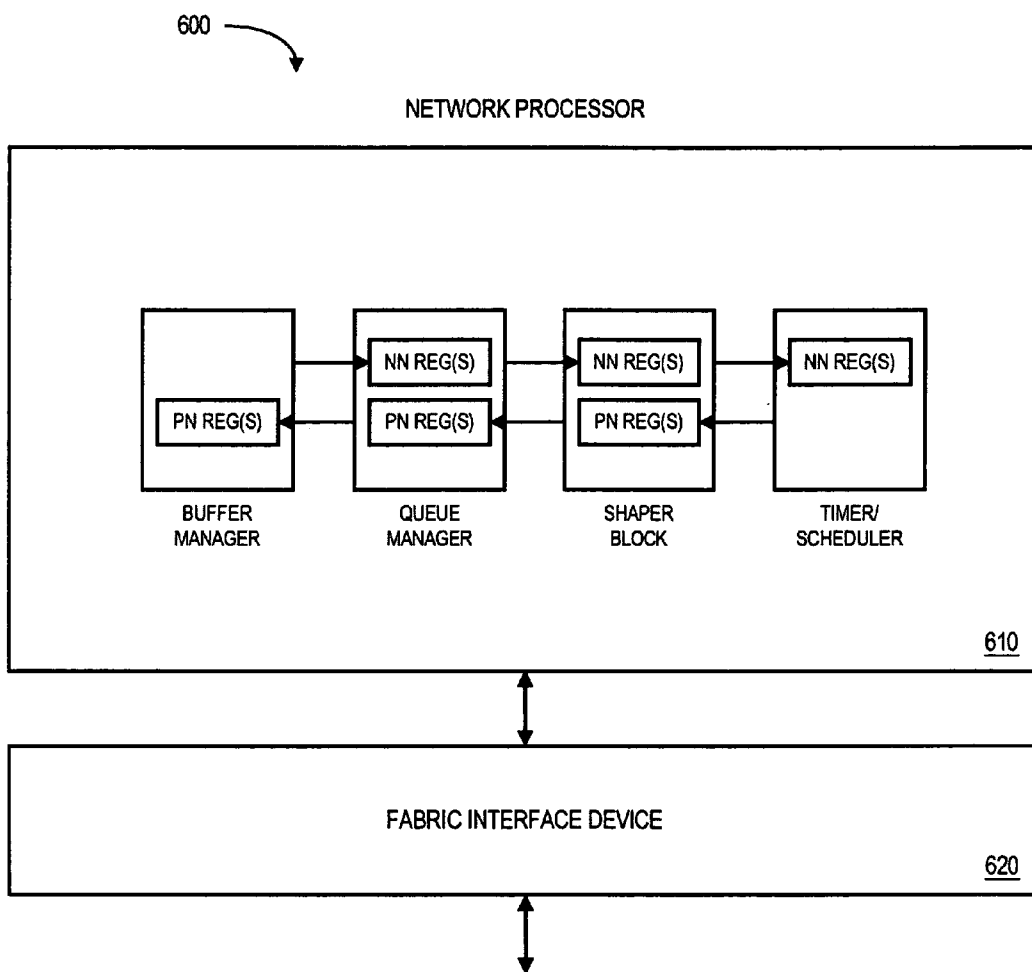 600
NETWORK PROCESSOR
NN REG(S) NN REG(S) NN REG(S)
PN REG(S) PN REG(S) PN REG(S)
BUFFER QUEUE SHAPER TIMER/
MANAGER MANAGER BLOCK SCHEDULER
610
FABRIC INTERFACE DEVICE
620